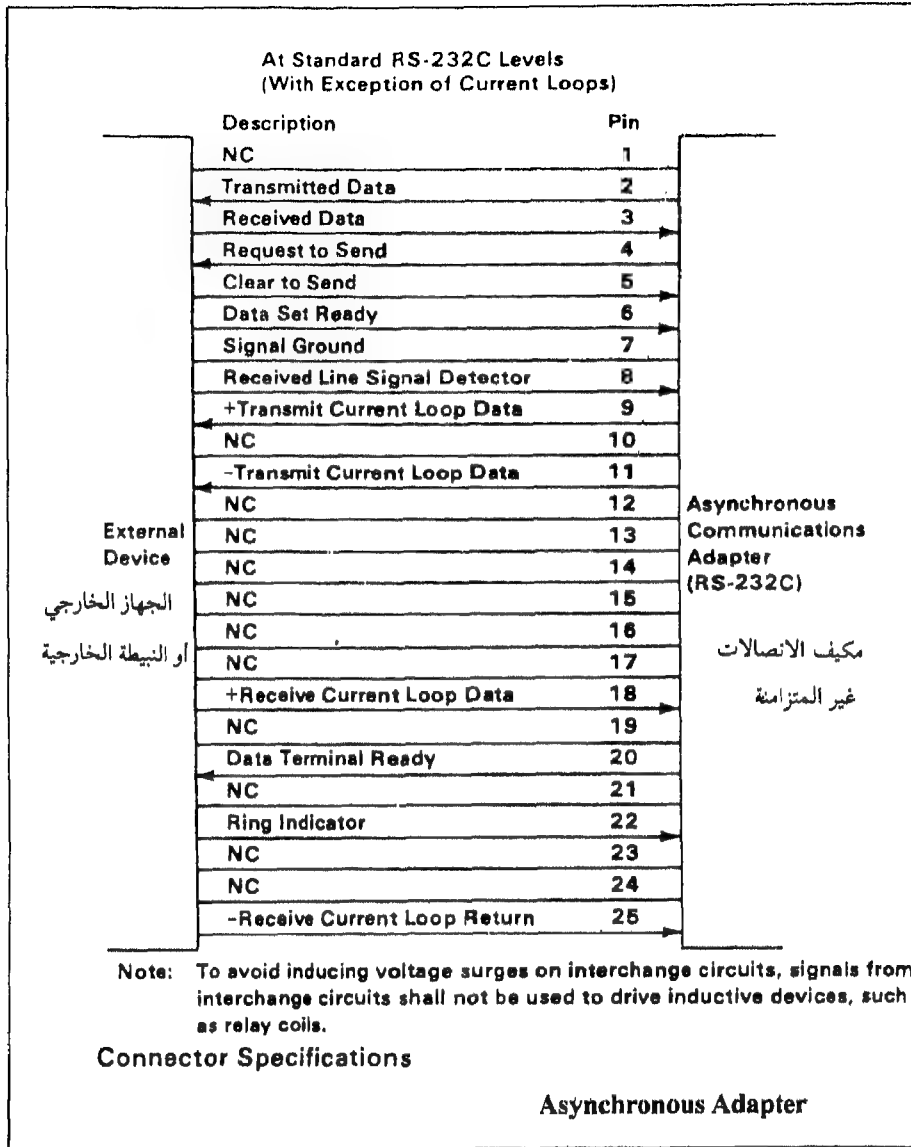 At Standard RS-232C Levels
(With Exception of Current Loops)
Description Pin
NC 1
Transmitted Data 2
Received Data 3
Request to Send 4
Clear to Send 5
Data Set Ready 6
Signal Ground 7
Received Line Signal Detector 8
+Transmit Current Loop Data 9
NC 10
-Transmit Current Loop Data 11
NC 12
NC 13
NC 14
NC 15
NC 16
NC 17
+Receive Current Loop Data 18
NC 19
Data Terminal Ready 20
NC 21
Ring Indicator 22
NC 23
NC 24
-Receive Current Loop Return 25
External
Device
الجهاز الخارجي
أو النبيطة الخارجية
Asynchronous
Communications
Adapter
(RS-232C)
مكيف الاتصالات
غير المتزامنة
Note: To avoid inducing voltage surges on interchange circuits, signals from
interchange circuits shall not be used to drive inductive devices, such
as relay coils.
Connector Specifications
Asynchronous Adapter